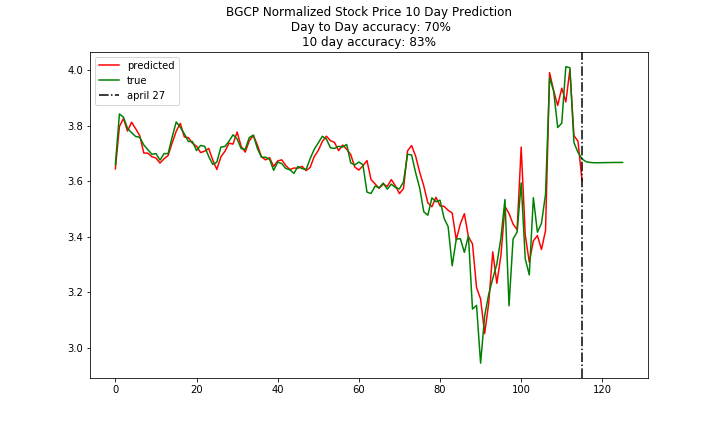 BGCP Normalized Stock Price 10 Day Prediction
Day to Day accuracy: 70%
10 day accuracy: 83%
predicted
true
april 27
4.0
3.8
3.6
3.4
3.2
3.0
0 20 40 60 80 100 120